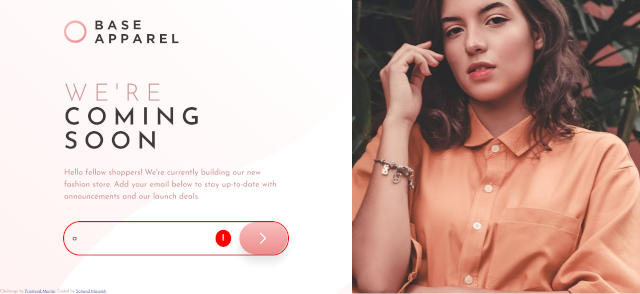 BASE
APPAREL
WE'RE
COMING
SOON
Hello fellow shoppers! We're currently building our new
fashion store. Add your email below to stay up-to-date with
announcements and our launch deals.
a
!
Challenge by Frontend Mentor. Coded by